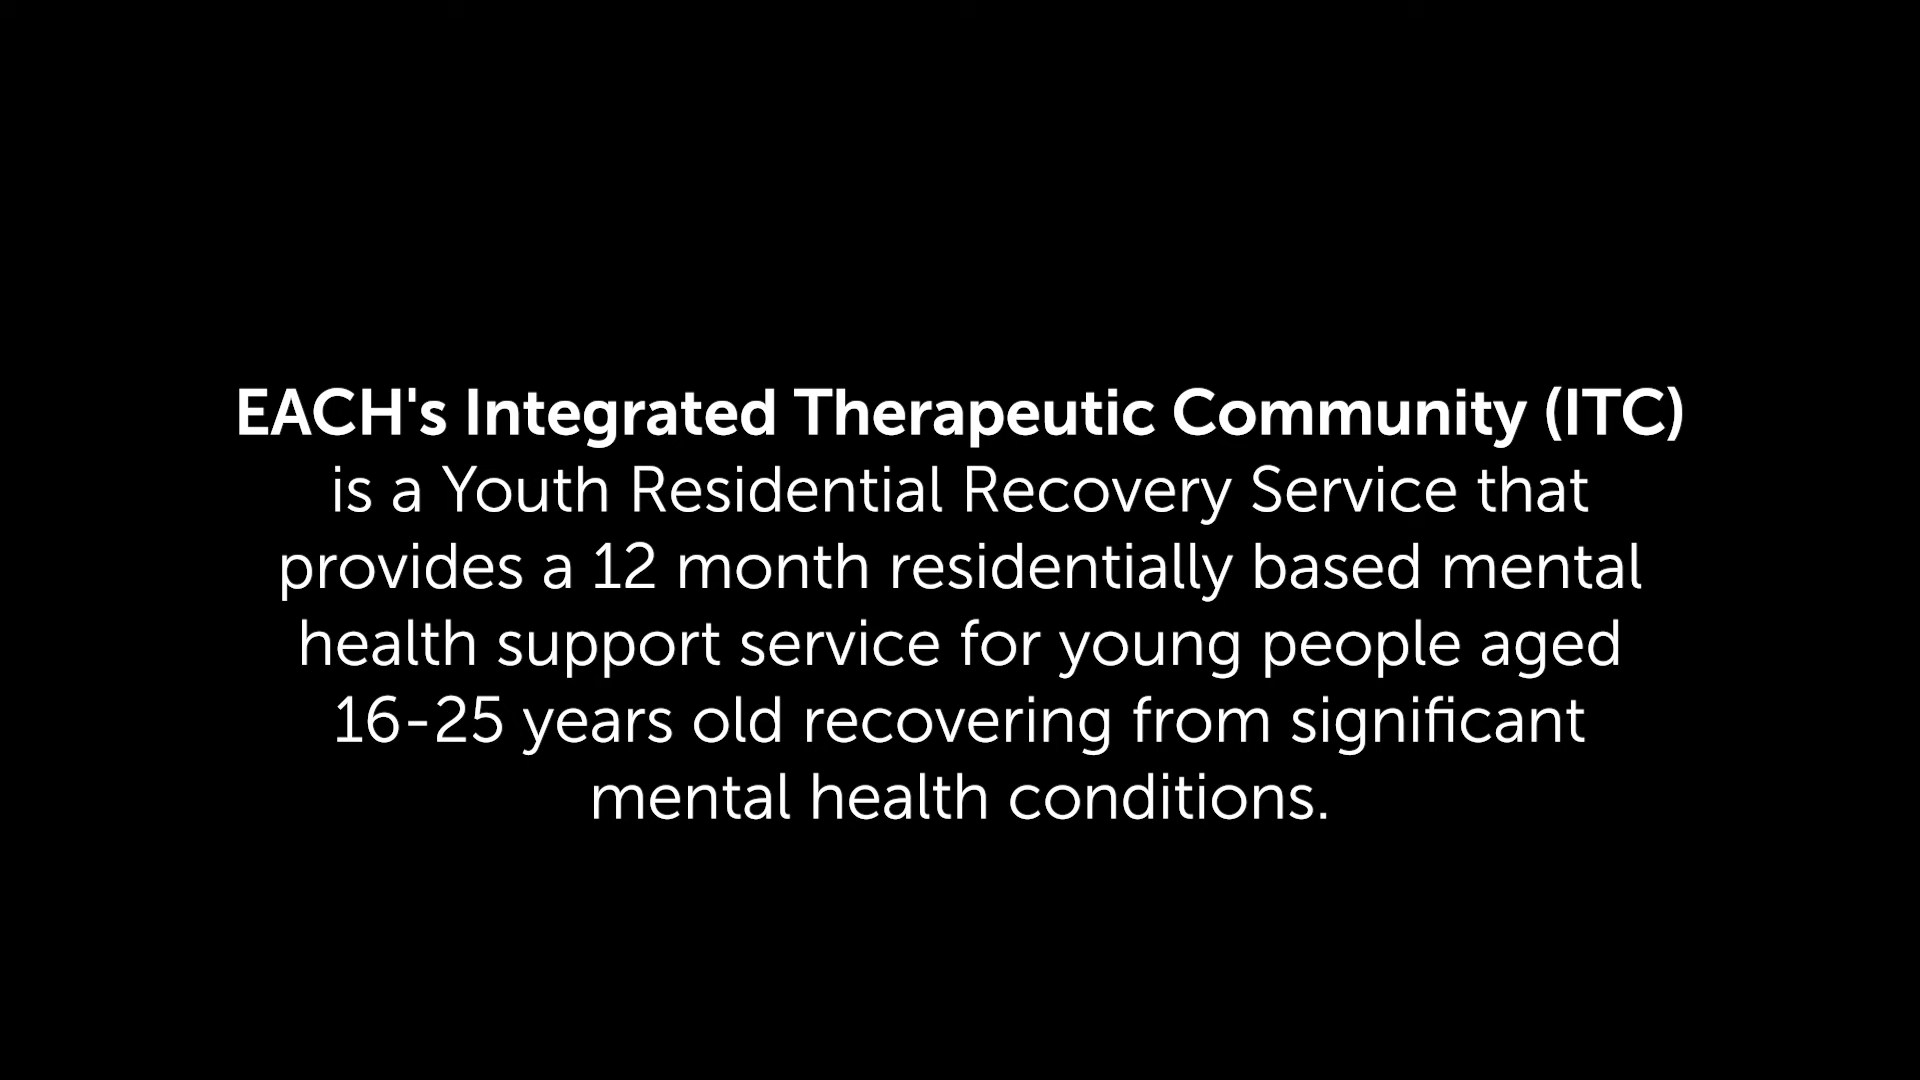 EACH's Integrated Therapeutic Community (ITC)
is a Youth Residential Recovery Service that
provides a 12 month residentially based mental
health support service for young people aged
16-25 years old recovering from significant
mental health conditions.